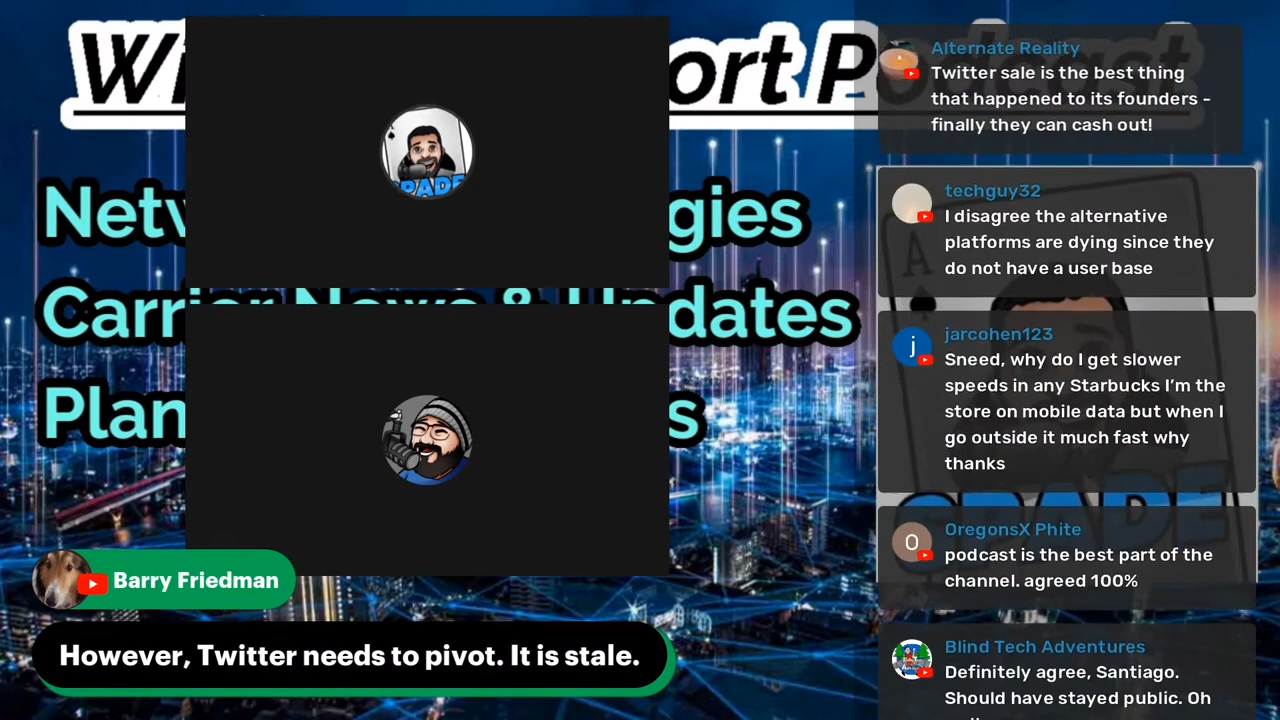 Wi
ort Podcast
Netw
gies
Carrier News & Updates
Plan
s
GRADE
Barry Friedman
However, Twitter needs to pivot. It is stale.
Alternate Reality
Twitter sale is the best thing
that happened to its founders -
finally they can cash out!
techguy32
I disagree the alternative
platforms are dying since they
do not have a user base
jarcohen123
j
Sneed, why do I get slower
speeds in any Starbucks I’m the
store on mobile data but when I
go outside it much fast why
thanks
OregonsX Phite
O
podcast is the best part of the
channel. agreed 100%
Blind Tech Adventures
Definitely agree, Santiago.
Should have stayed public. Oh
A
GRADE